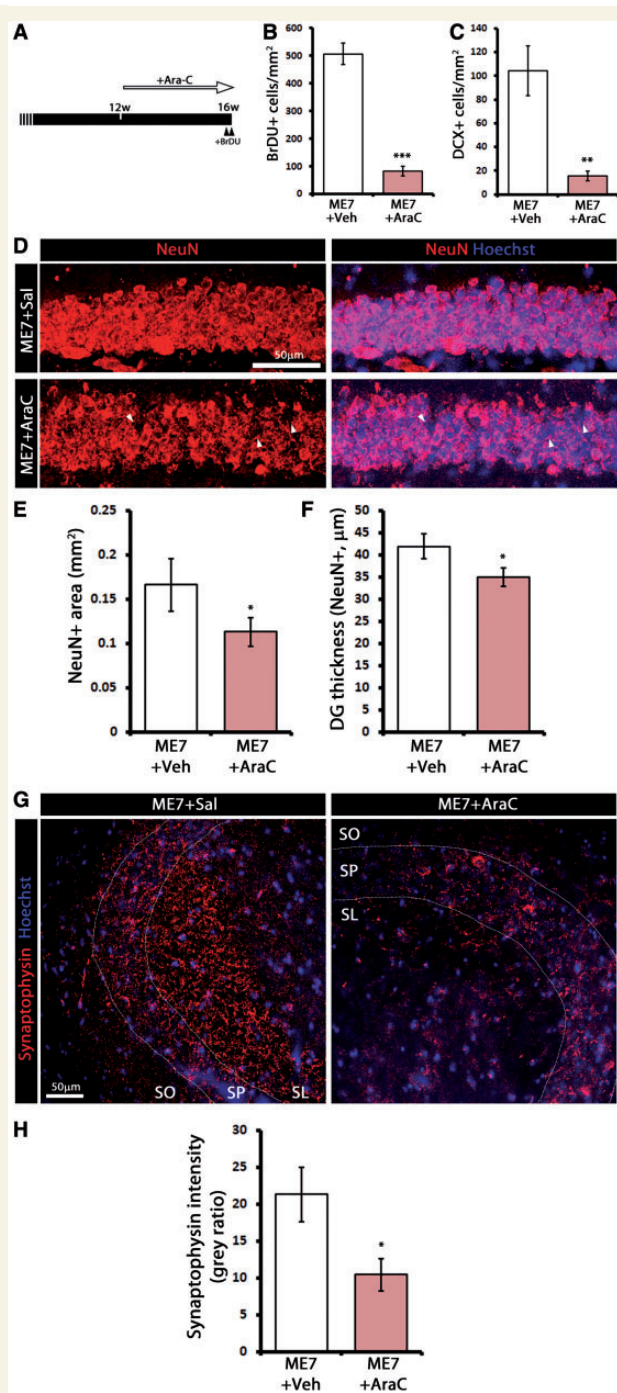 A
+Ara-C
12w
16w
+BrDU
B
BrDU+ cells/mm²
600
500
400
300
200
100
0
***
ME7
+Veh
ME7
+AraC
C
DCX+ cells/mm²
140
120
100
80
60
40
20
0
**
ME7
+Veh
ME7
+AraC
D
NeuN
NeuN Hoechst
ME7+Sal
50μm
ME7+AraC
E
NeuN+ area (mm²)
0.25
0.2
0.15
0.1
0.05
0
*
ME7
+Veh
ME7
+AraC
F
DG thickness (NeuN+, μm)
50
45
40
35
30
25
20
15
10
5
0
*
ME7
+Veh
ME7
+AraC
G
ME7+Sal
ME7+AraC
Synaptophysin Hoechst
50μm
SO
SP
SL
SO
SP
SL
H
Synaptophysin intensity
(grey ratio)
30
25
20
15
10
5
0
*
ME7
+Veh
ME7
+AraC